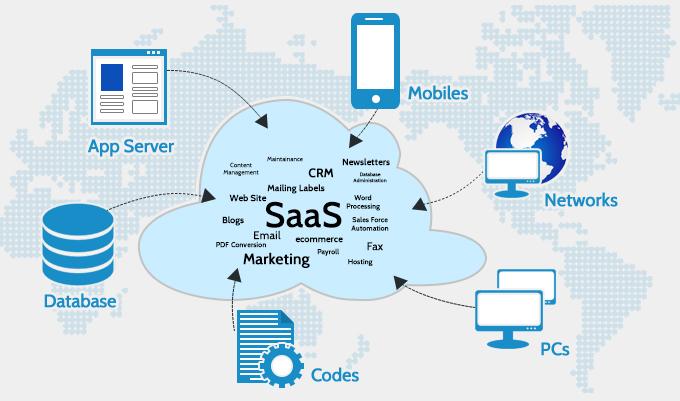 Mobiles
App Server
Maintainance
Content
Management
CRM
Newsletters
Database
Administration
Mailing Labels
Web Site
Word
Processing
SaaS
Blogs
Sales Force
Automation
Email
ecommerce
PDF Conversion
Fax
Payroll
Marketing
Hosting
Networks
Database
PCs
Codes